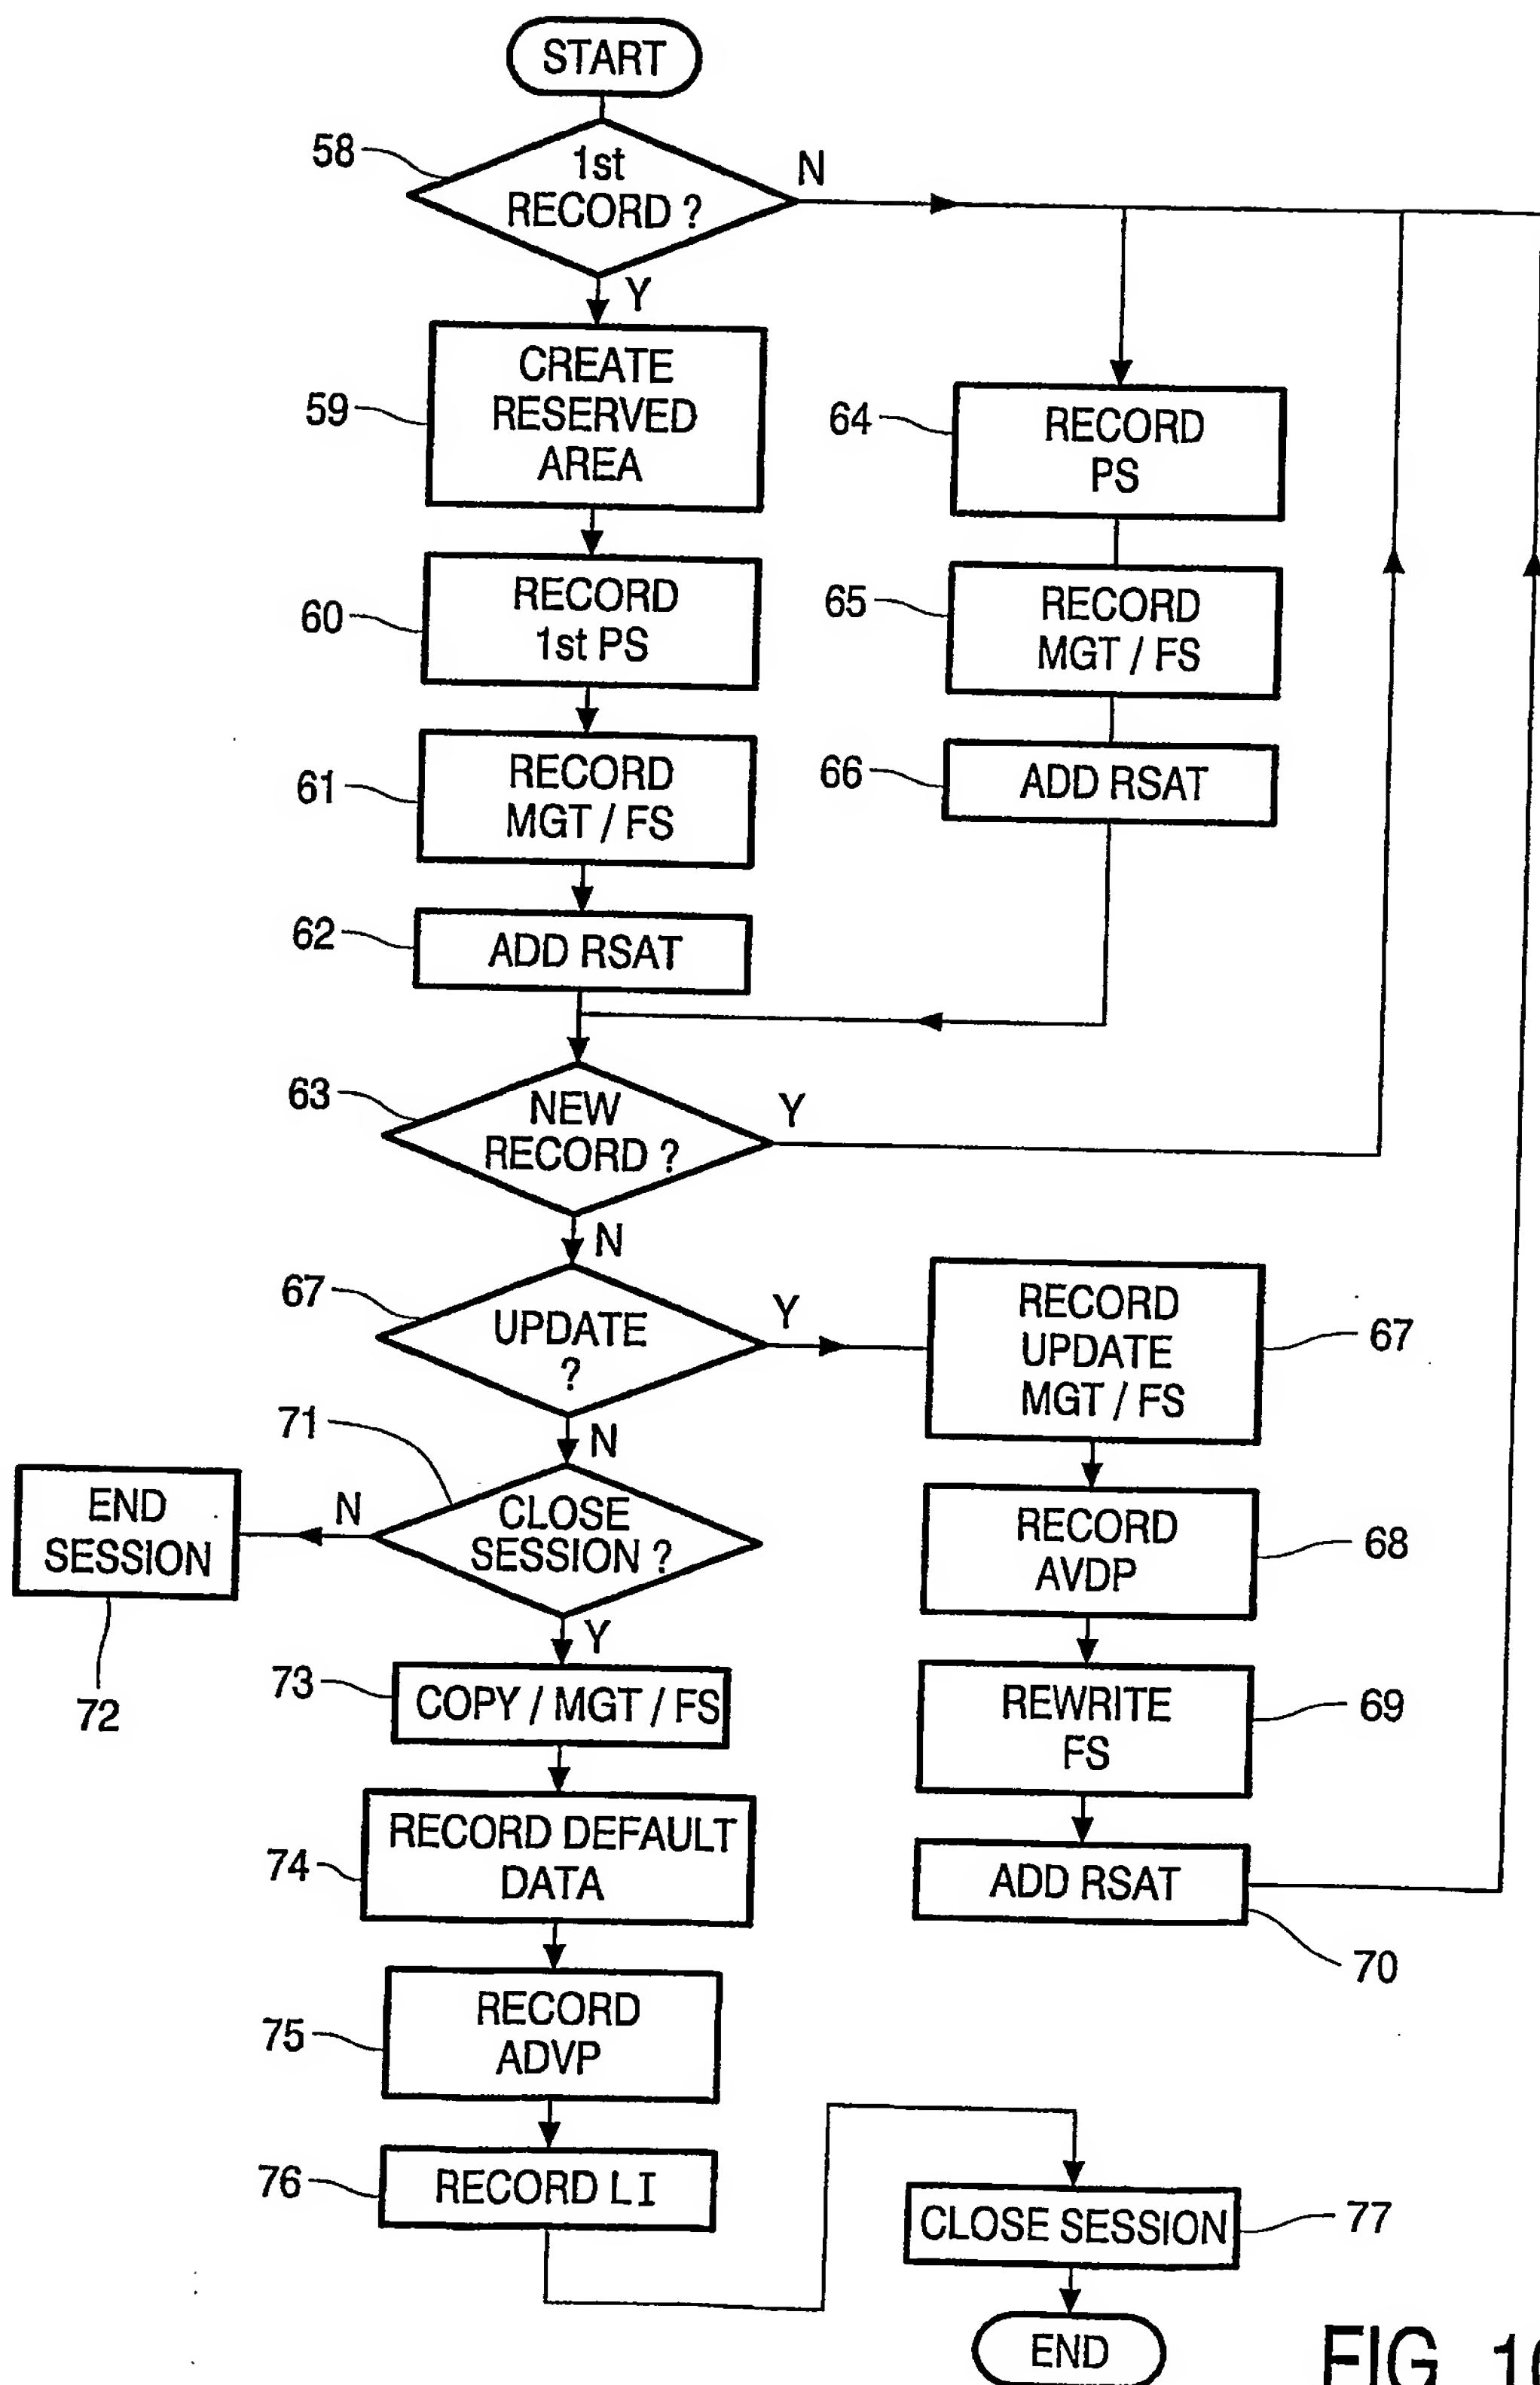 START
58
1st
RECORD ?
N
Y
59
CREATE
RESERVED
AREA
64
RECORD
PS
60
RECORD
1st PS
65
RECORD
MGT / FS
61
RECORD
MGT / FS
66
ADD RSAT
62
ADD RSAT
63
NEW
RECORD ?
Y
N
67
UPDATE
?
Y
RECORD
UPDATE
MGT / FS
67
N
71
CLOSE
SESSION ?
N
END
SESSION
72
RECORD
AVDP
68
Y
73
COPY / MGT / FS
REWRITE
FS
69
74
RECORD DEFAULT
DATA
ADD RSAT
70
75
RECORD
ADVP
76
RECORD LI
CLOSE SESSION
77
END
FIG